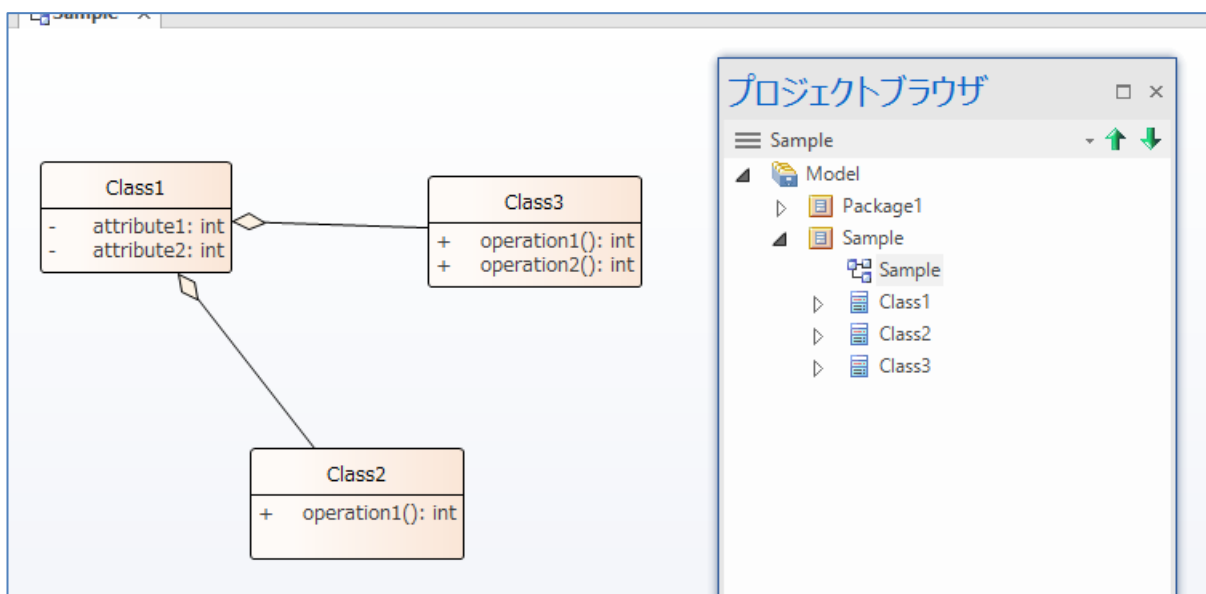 Sample
Class1
- attribute1: int
- attribute2: int
Class3
+ operation1(): int
+ operation2(): int
Class2
+ operation1(): int
プロジェクトブラウザ
Sample
Model
Package1
Sample
Sample
Class1
Class2
Class3